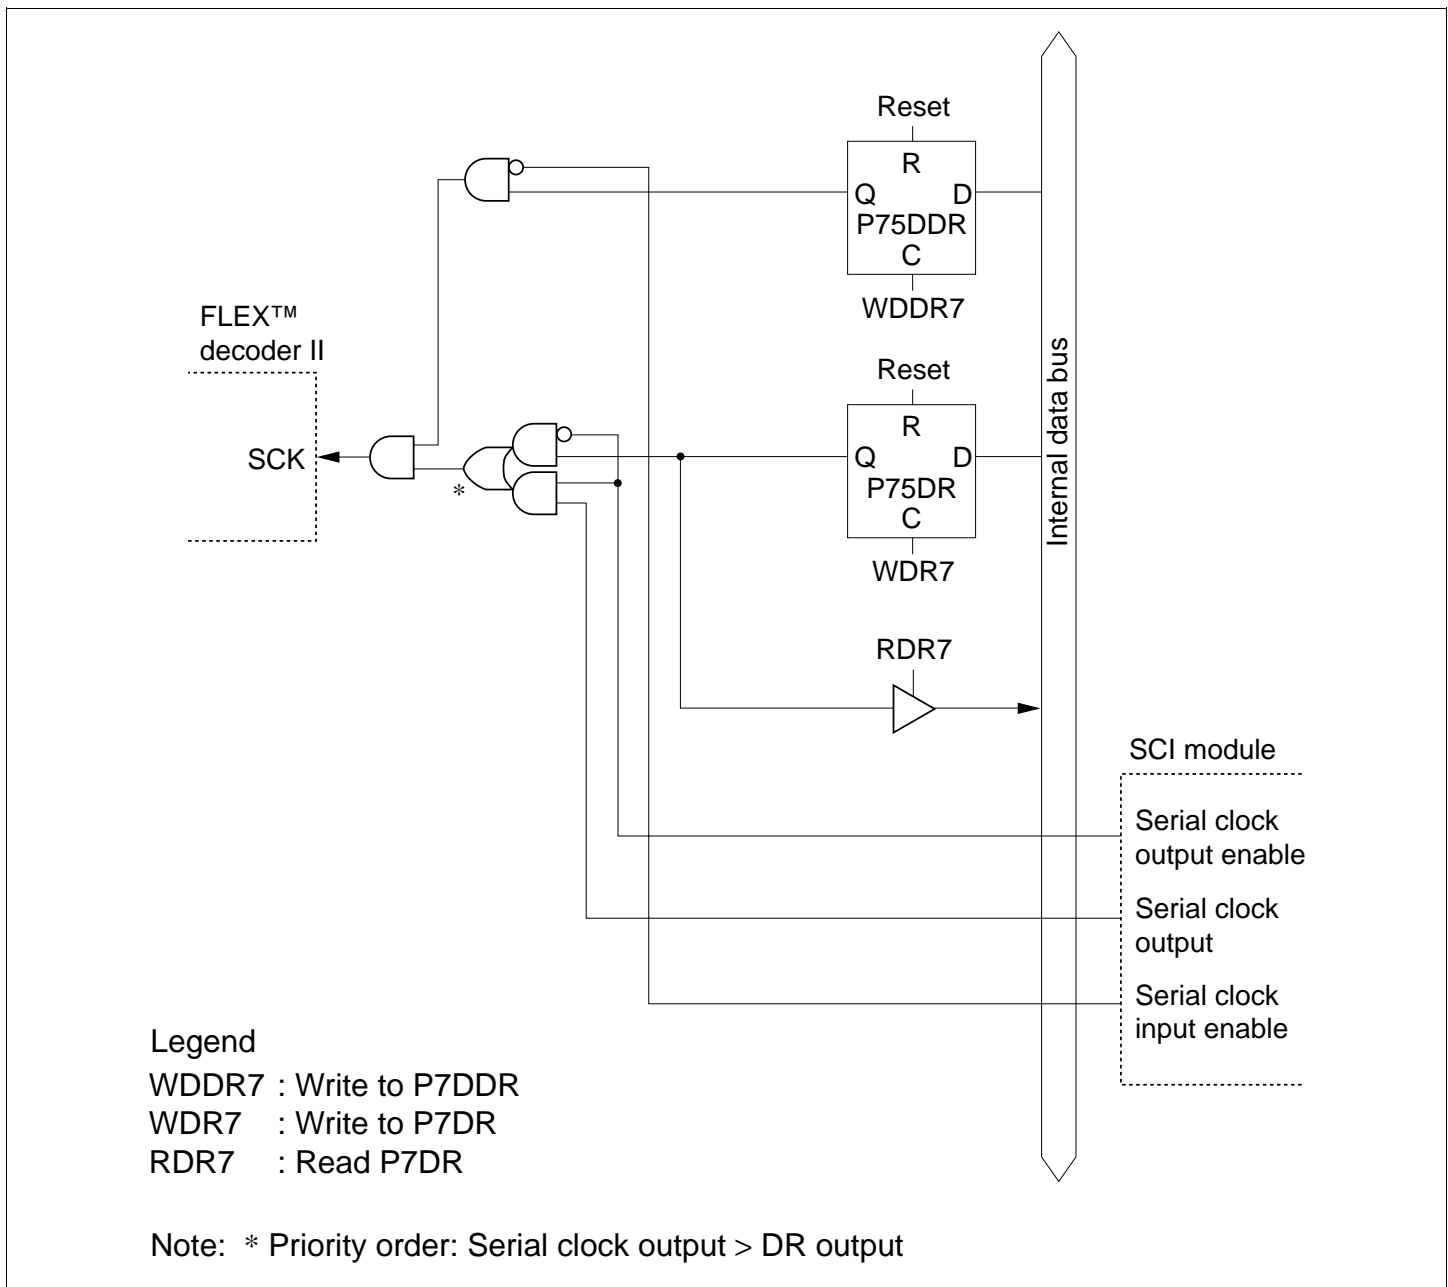 Reset
R
Q D
P75DDR
C
WDDR7
FLEX™
decoder II
SCK
*
Reset
R
Q D
P75DR
C
WDR7
Internal data bus
RDR7
SCI module
Serial clock
output enable
Serial clock
output
Serial clock
input enable
Legend
WDDR7 : Write to P7DDR
WDR7 : Write to P7DR
RDR7 : Read P7DR
Note: * Priority order: Serial clock output > DR output